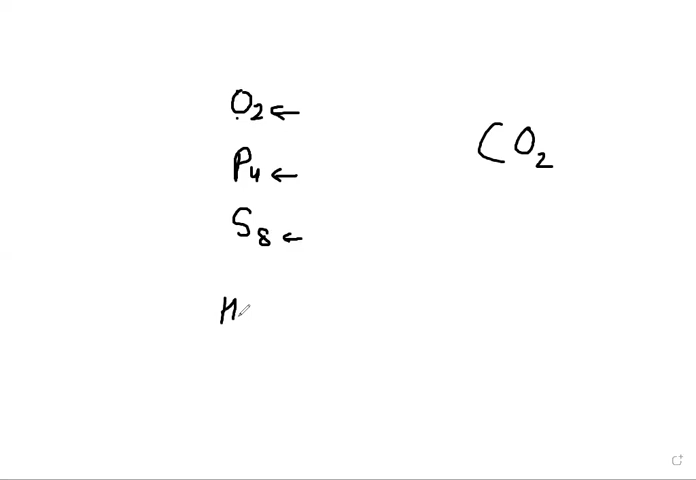 O₂ ←
CO₂
P₄ ←
S₈ ←
H